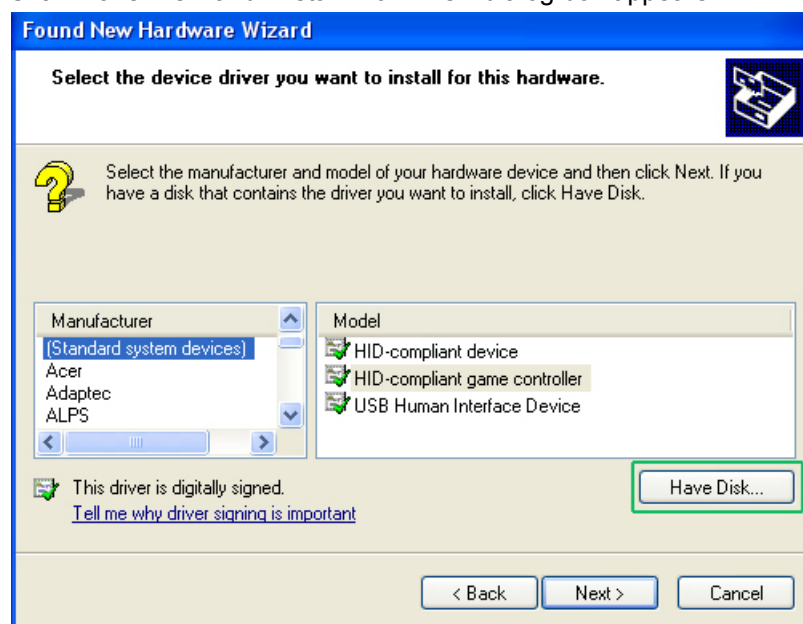 Found New Hardware Wizard
Select the device driver you want to install for this hardware.
Select the manufacturer and model of your hardware device and then click Next. If you
have a disk that contains the driver you want to install, click Have Disk.
Manufacturer
(Standard system devices)
Acer
Adaptec
ALPS
Model
HID-compliant device
HID-compliant game controller
USB Human Interface Device
This driver is digitally signed.
Tell me why driver signing is important
Have Disk...
< Back
Next >
Cancel